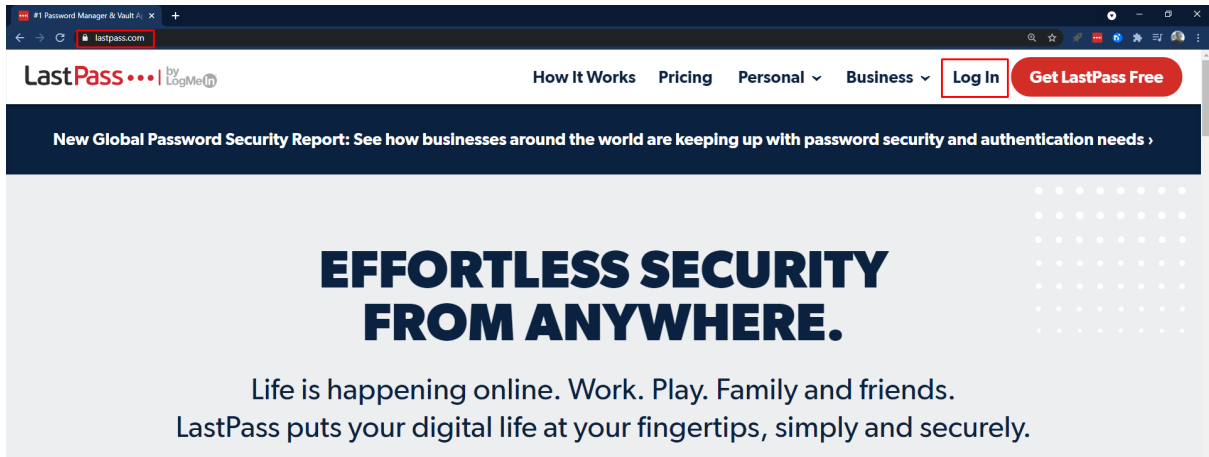 #1 Password Manager & Vault A
lastpass.com
LastPass ••• | by LogMeIn
How It Works Pricing Personal Business Log In Get LastPass Free
New Global Password Security Report: See how businesses around the world are keeping up with password security and authentication needs ›
EFFORTLESS SECURITY
FROM ANYWHERE.
Life is happening online. Work. Play. Family and friends.
LastPass puts your digital life at your fingertips, simply and securely.